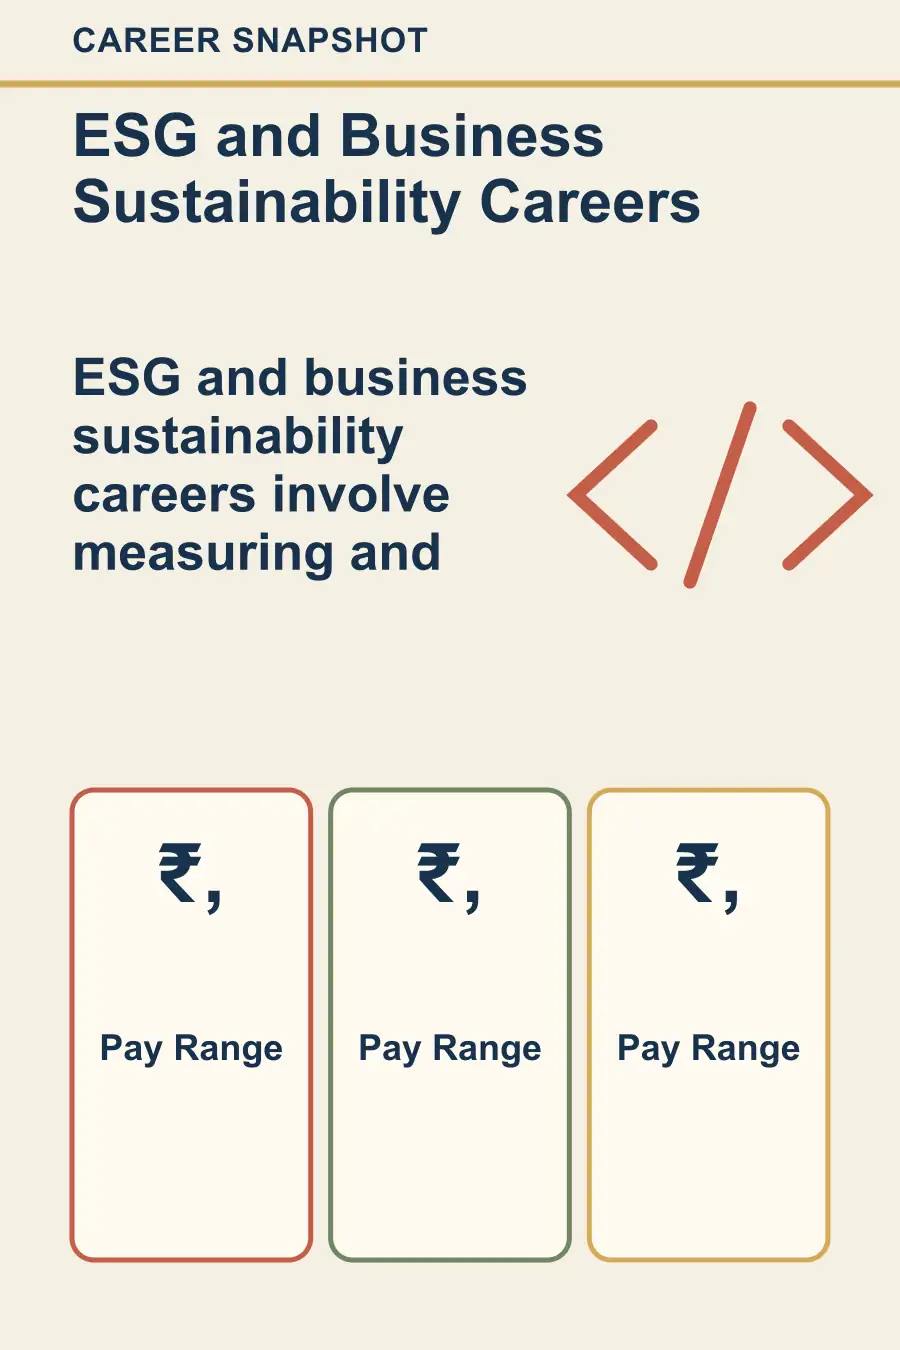 CAREER SNAPSHOT
ESG and Business
Sustainability Careers
ESG and business
sustainability
careers involve
measuring and
₹,
₹,
₹,
Pay Range
Pay Range
Pay Range